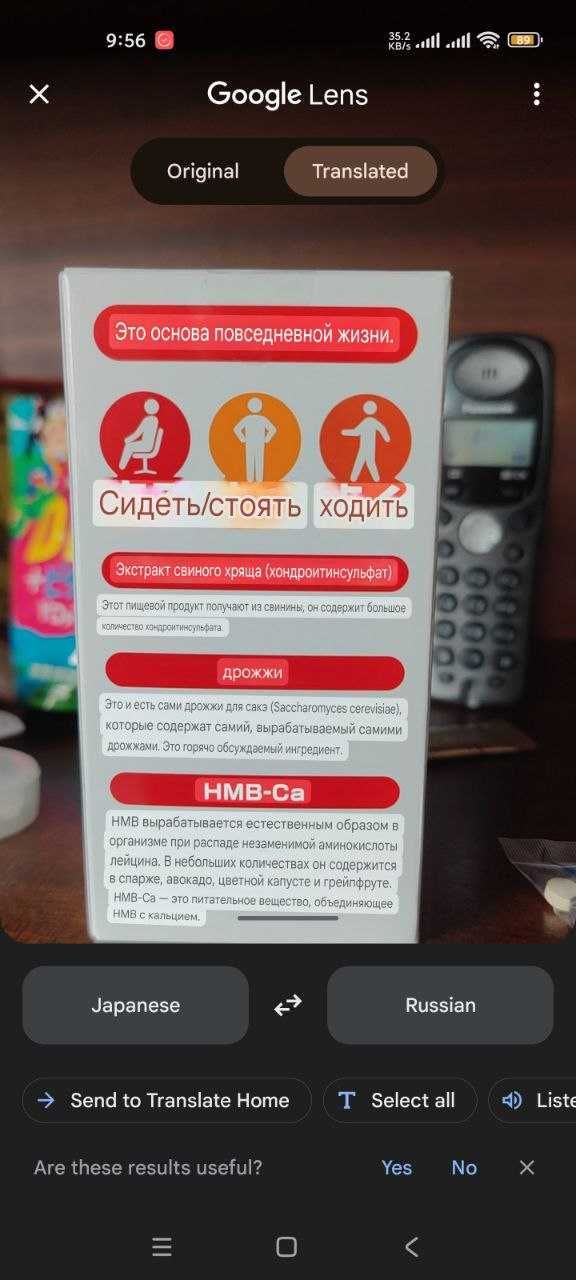 9:56
35.2
KB/s
89
Google Lens
Original
Translated
Это основа повседневной жизни.
Сидеть/стоять ходить
Экстракт свиного хряща (хондроитинсульфат)
Этот пищевой продукт получают из свинины; он содержит большое
количество хондроитинсульфата.
дрожжи
Это и есть сами дрожжи для сакэ (Saccharomyces cerevisiae),
которые содержат самий, вырабатываемый самими
дрожжами. Это горячо обсуждаемый ингредиент.
HMB-Ca
HMB вырабатывается естественным образом в
организме при распаде незаменимой аминокислоты
лейцина. В небольших количествах он содержится
в спарже, авокадо, цветной капусте и грейпфруте.
HMB-Ca — это питательное вещество, объединяющее
HMB с кальцием.
Panasonic
Japanese
Russian
Send to Translate Home
Select all
Liste
Are these results useful?
Yes
No